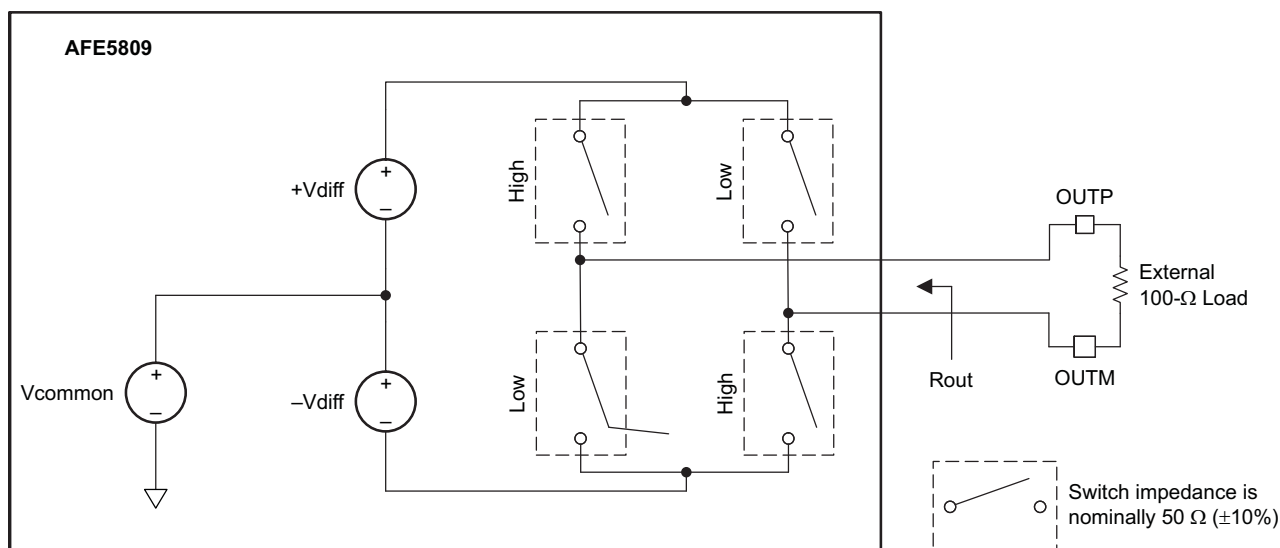 AFE5809
+
+Vdiff
–
High
Low
OUTP
External
100-Ω Load
+
Vcommon
–
+
–Vdiff
–
Low
High
Rout
OUTM
Switch impedance is
nominally 50 Ω (±10%)